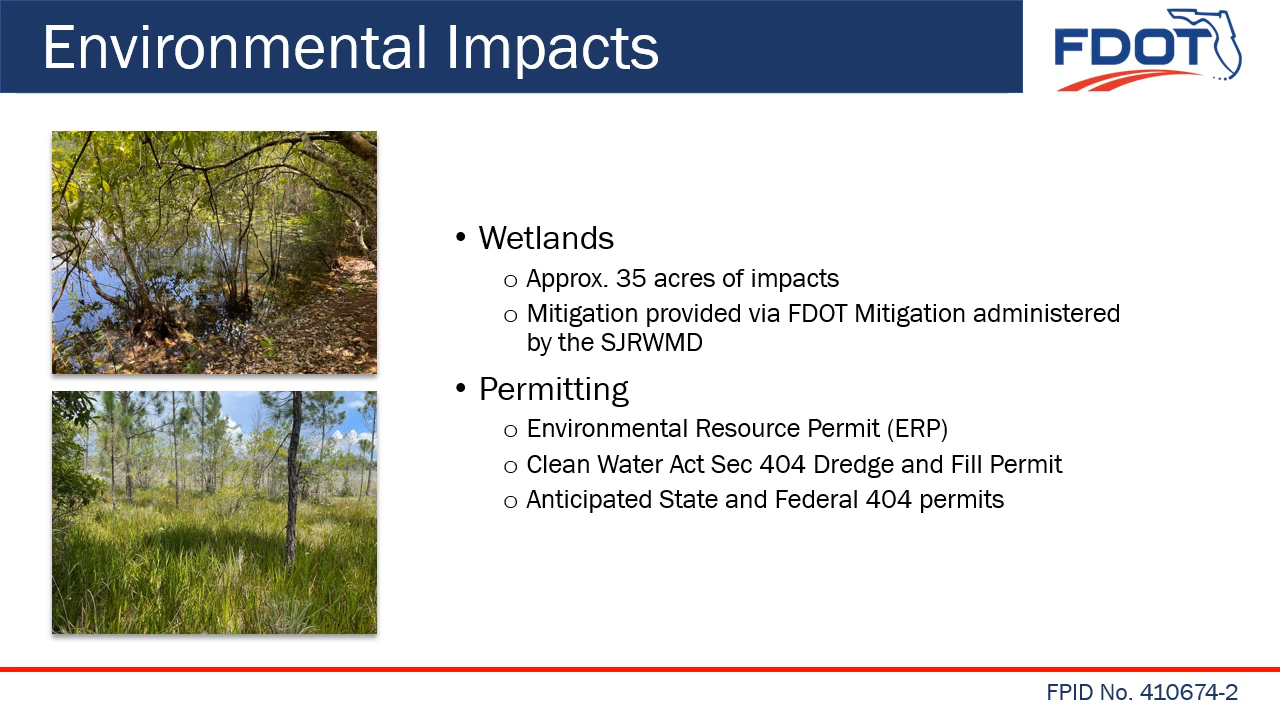 Environmental Impacts
FDOT
• Wetlands
o Approx. 35 acres of impacts
o Mitigation provided via FDOT Mitigation administered
by the SJRWMD
• Permitting
o Environmental Resource Permit (ERP)
o Clean Water Act Sec 404 Dredge and Fill Permit
o Anticipated State and Federal 404 permits
FPID No. 410674-2